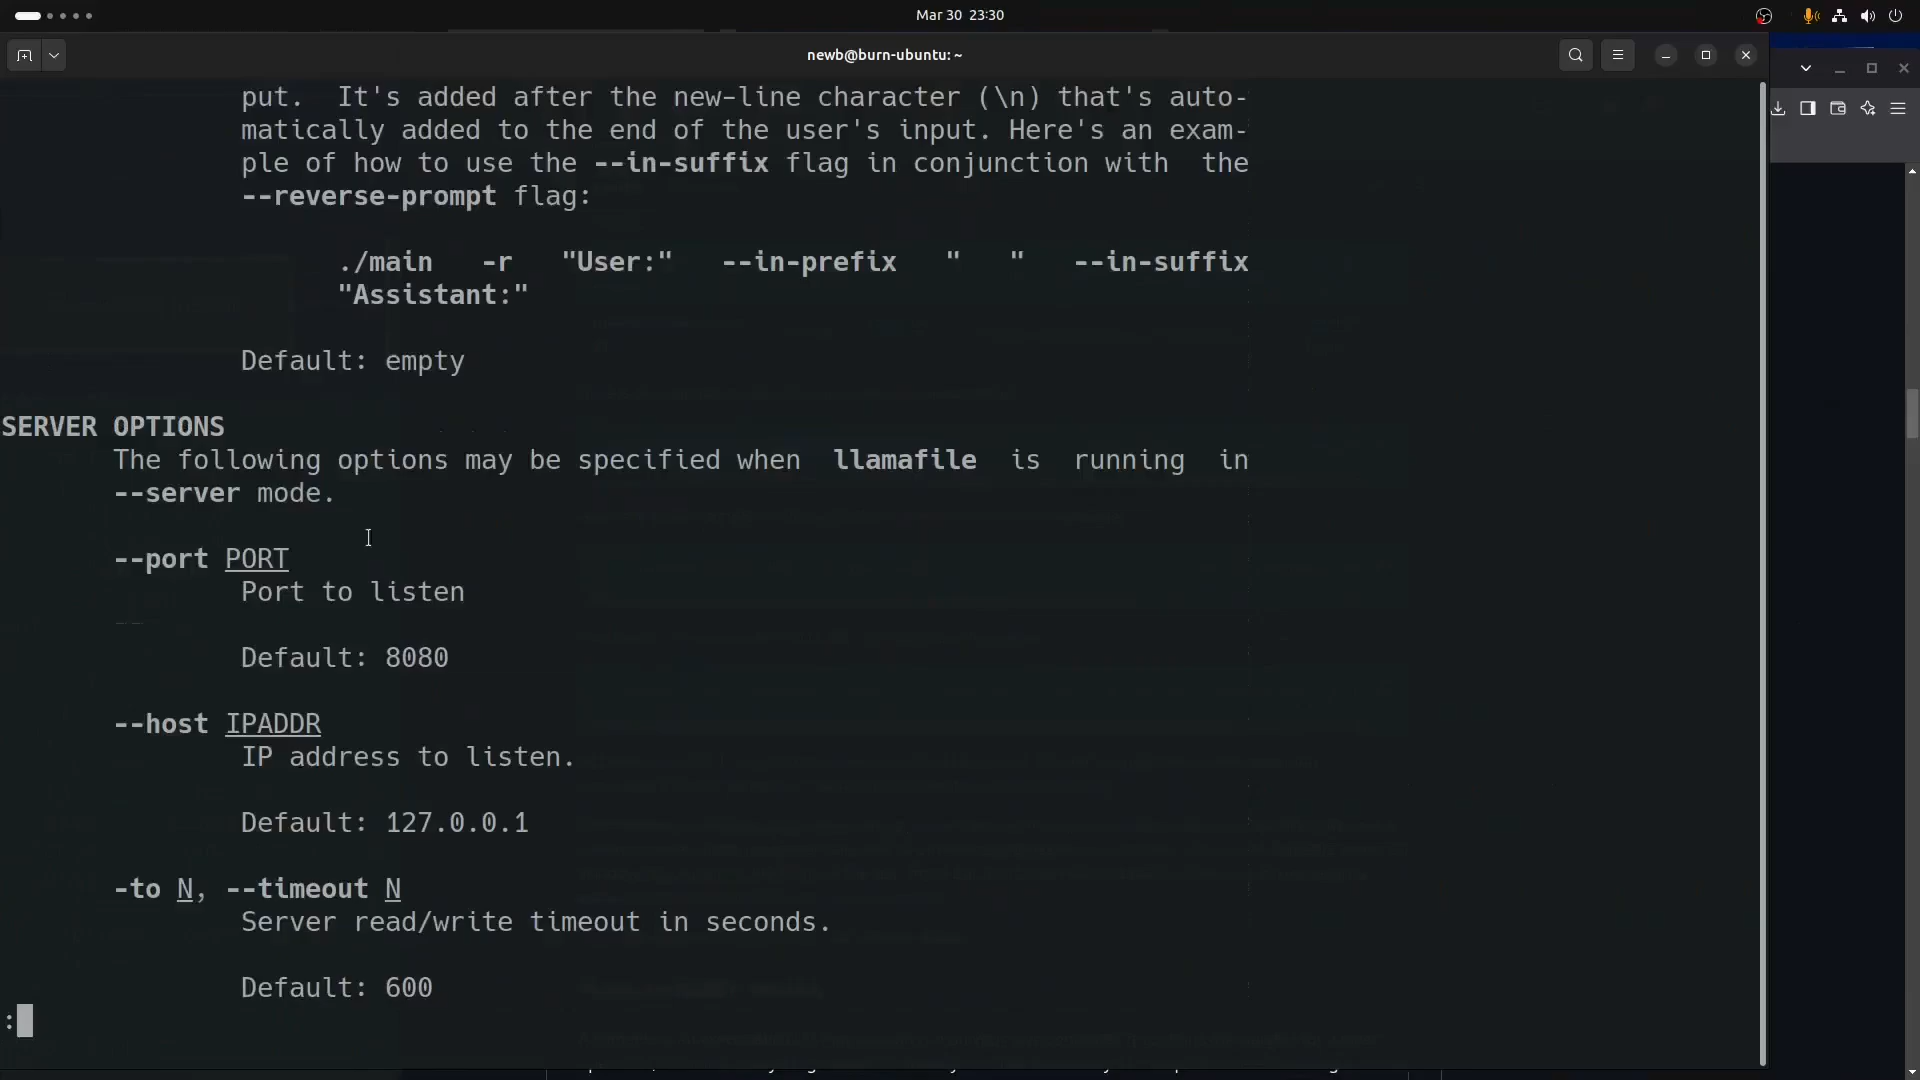 Mar 30 23:30
newb@burn-ubuntu: ~
put. It's added after the new-line character (\n) that's auto-
matically added to the end of the user's input. Here's an exam-
ple of how to use the --in-suffix flag in conjunction with the
--reverse-prompt flag:
./main -r "User:" --in-prefix " " --in-suffix
"Assistant:"
Default: empty
SERVER OPTIONS
The following options may be specified when llamafile is running in
--server mode.
--port PORT
Port to listen
Default: 8080
--host IPADDR
IP address to listen.
Default: 127.0.0.1
-to N, --timeout N
Server read/write timeout in seconds.
Default: 600
: